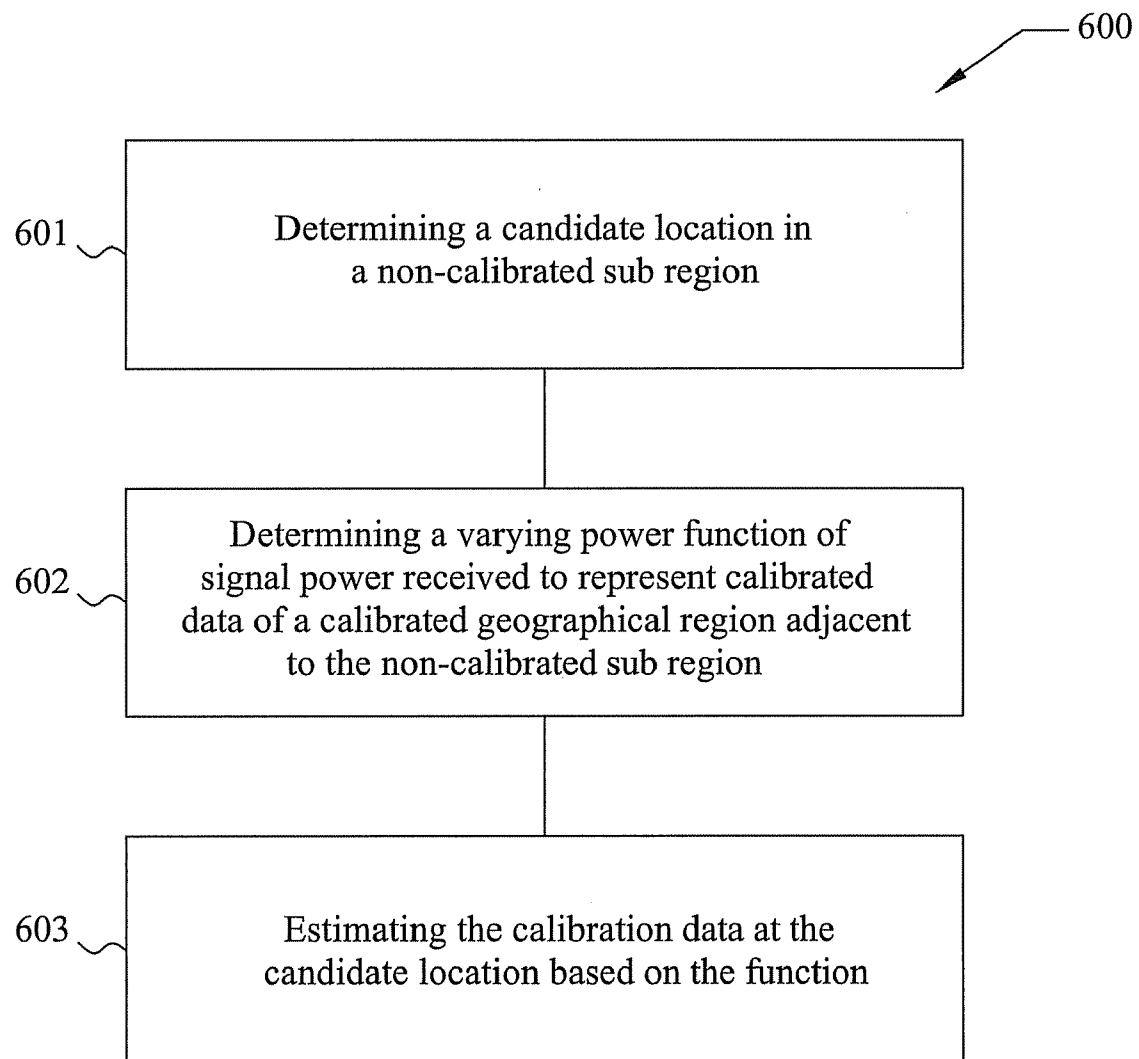 600
601
Determining a candidate location in
a non-calibrated sub region
602
Determining a varying power function of
signal power received to represent calibrated
data of a calibrated geographical region adjacent
to the non-calibrated sub region
603
Estimating the calibration data at the
candidate location based on the function